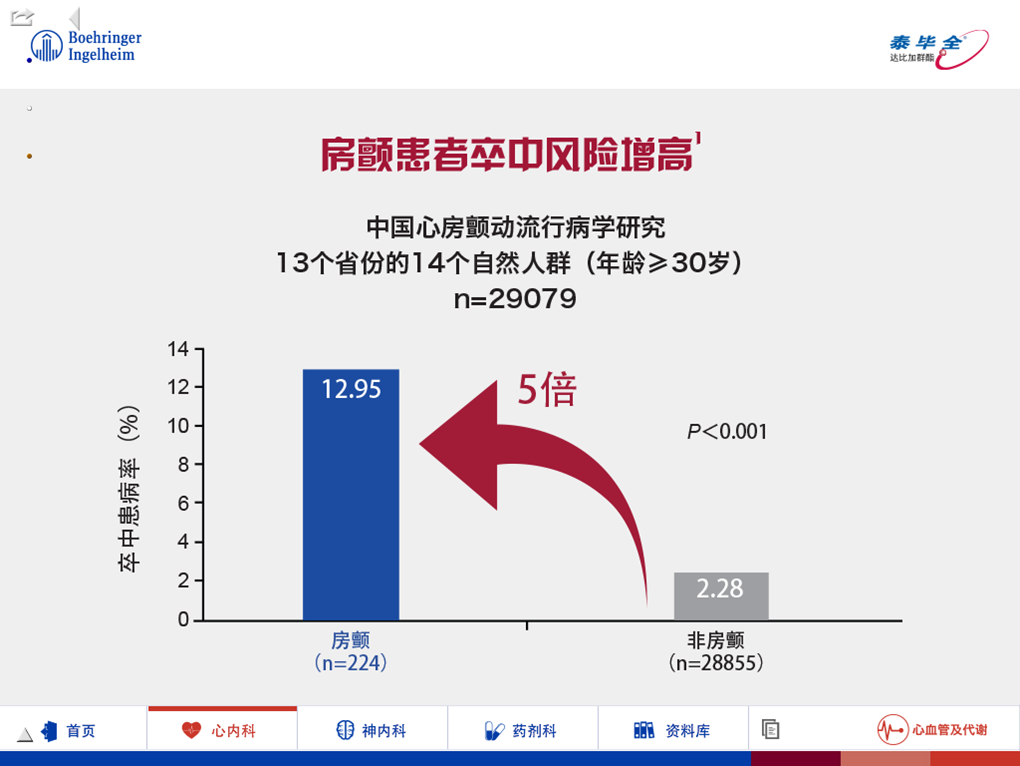 Boehringer
Ingelheim
泰毕全®
达比加群酯
房颤患者卒中风险增高1
中国心房颤动流行病学研究
13个省份的14个自然人群（年龄≥30岁）
n=29079
卒中患病率（%）
14
12
10
8
6
4
2
0
12.95
5倍
P＜0.001
2.28
房颤
（n=224）
非房颤
（n=28855）
首页
心内科
神内科
药剂科
资料库
心血管及代谢